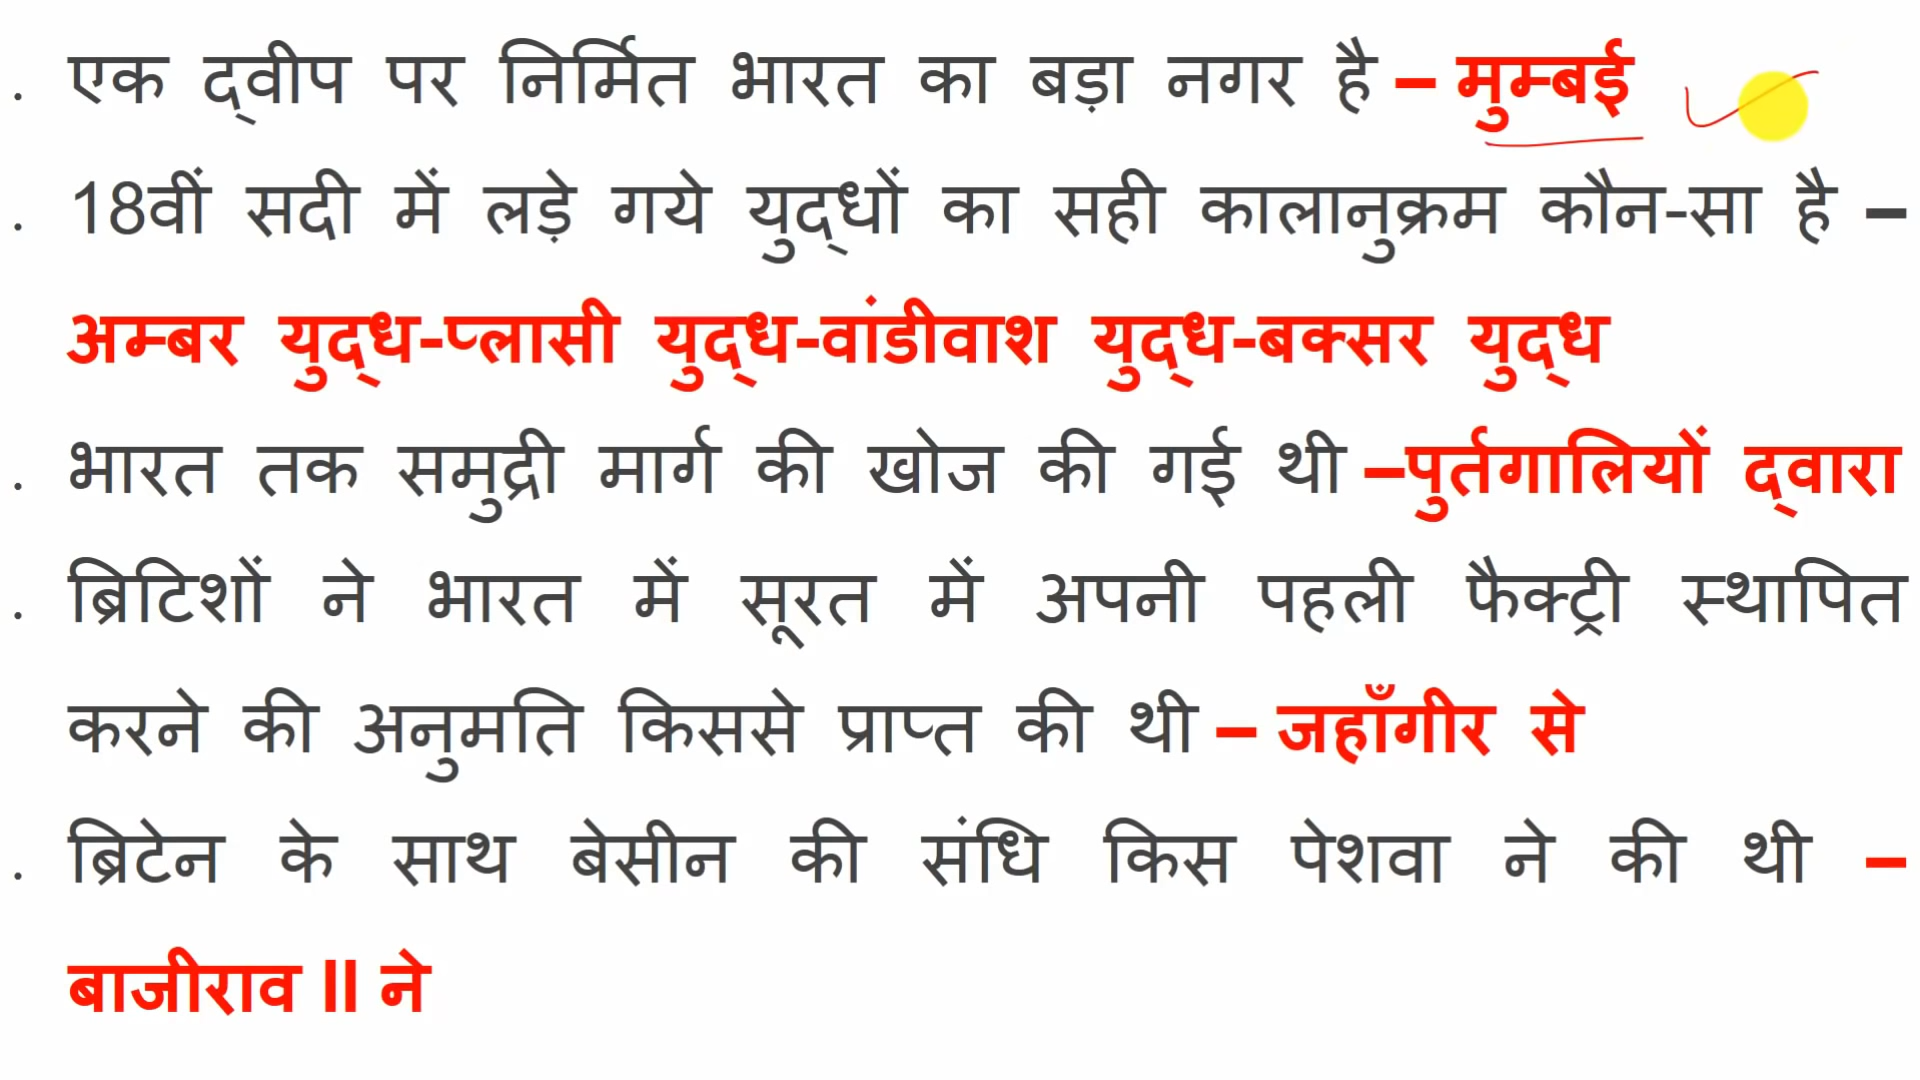 . एक द्वीप पर निर्मित भारत का बड़ा नगर है – मुम्बई
. 18वीं सदी में लड़े गये युद्धों का सही कालानुक्रम कौन-सा है –
अम्बर युद्ध-प्लासी युद्ध-वांडीवाश युद्ध-बक्सर युद्ध
. भारत तक समुद्री मार्ग की खोज की गई थी –पुर्तगालियों द्वारा
. ब्रिटिशों ने भारत में सूरत में अपनी पहली फैक्ट्री स्थापित
करने की अनुमति किससे प्राप्त की थी – जहाँगीर से
. ब्रिटेन के साथ बेसीन की संधि किस पेशवा ने की थी –
बाजीराव II ने